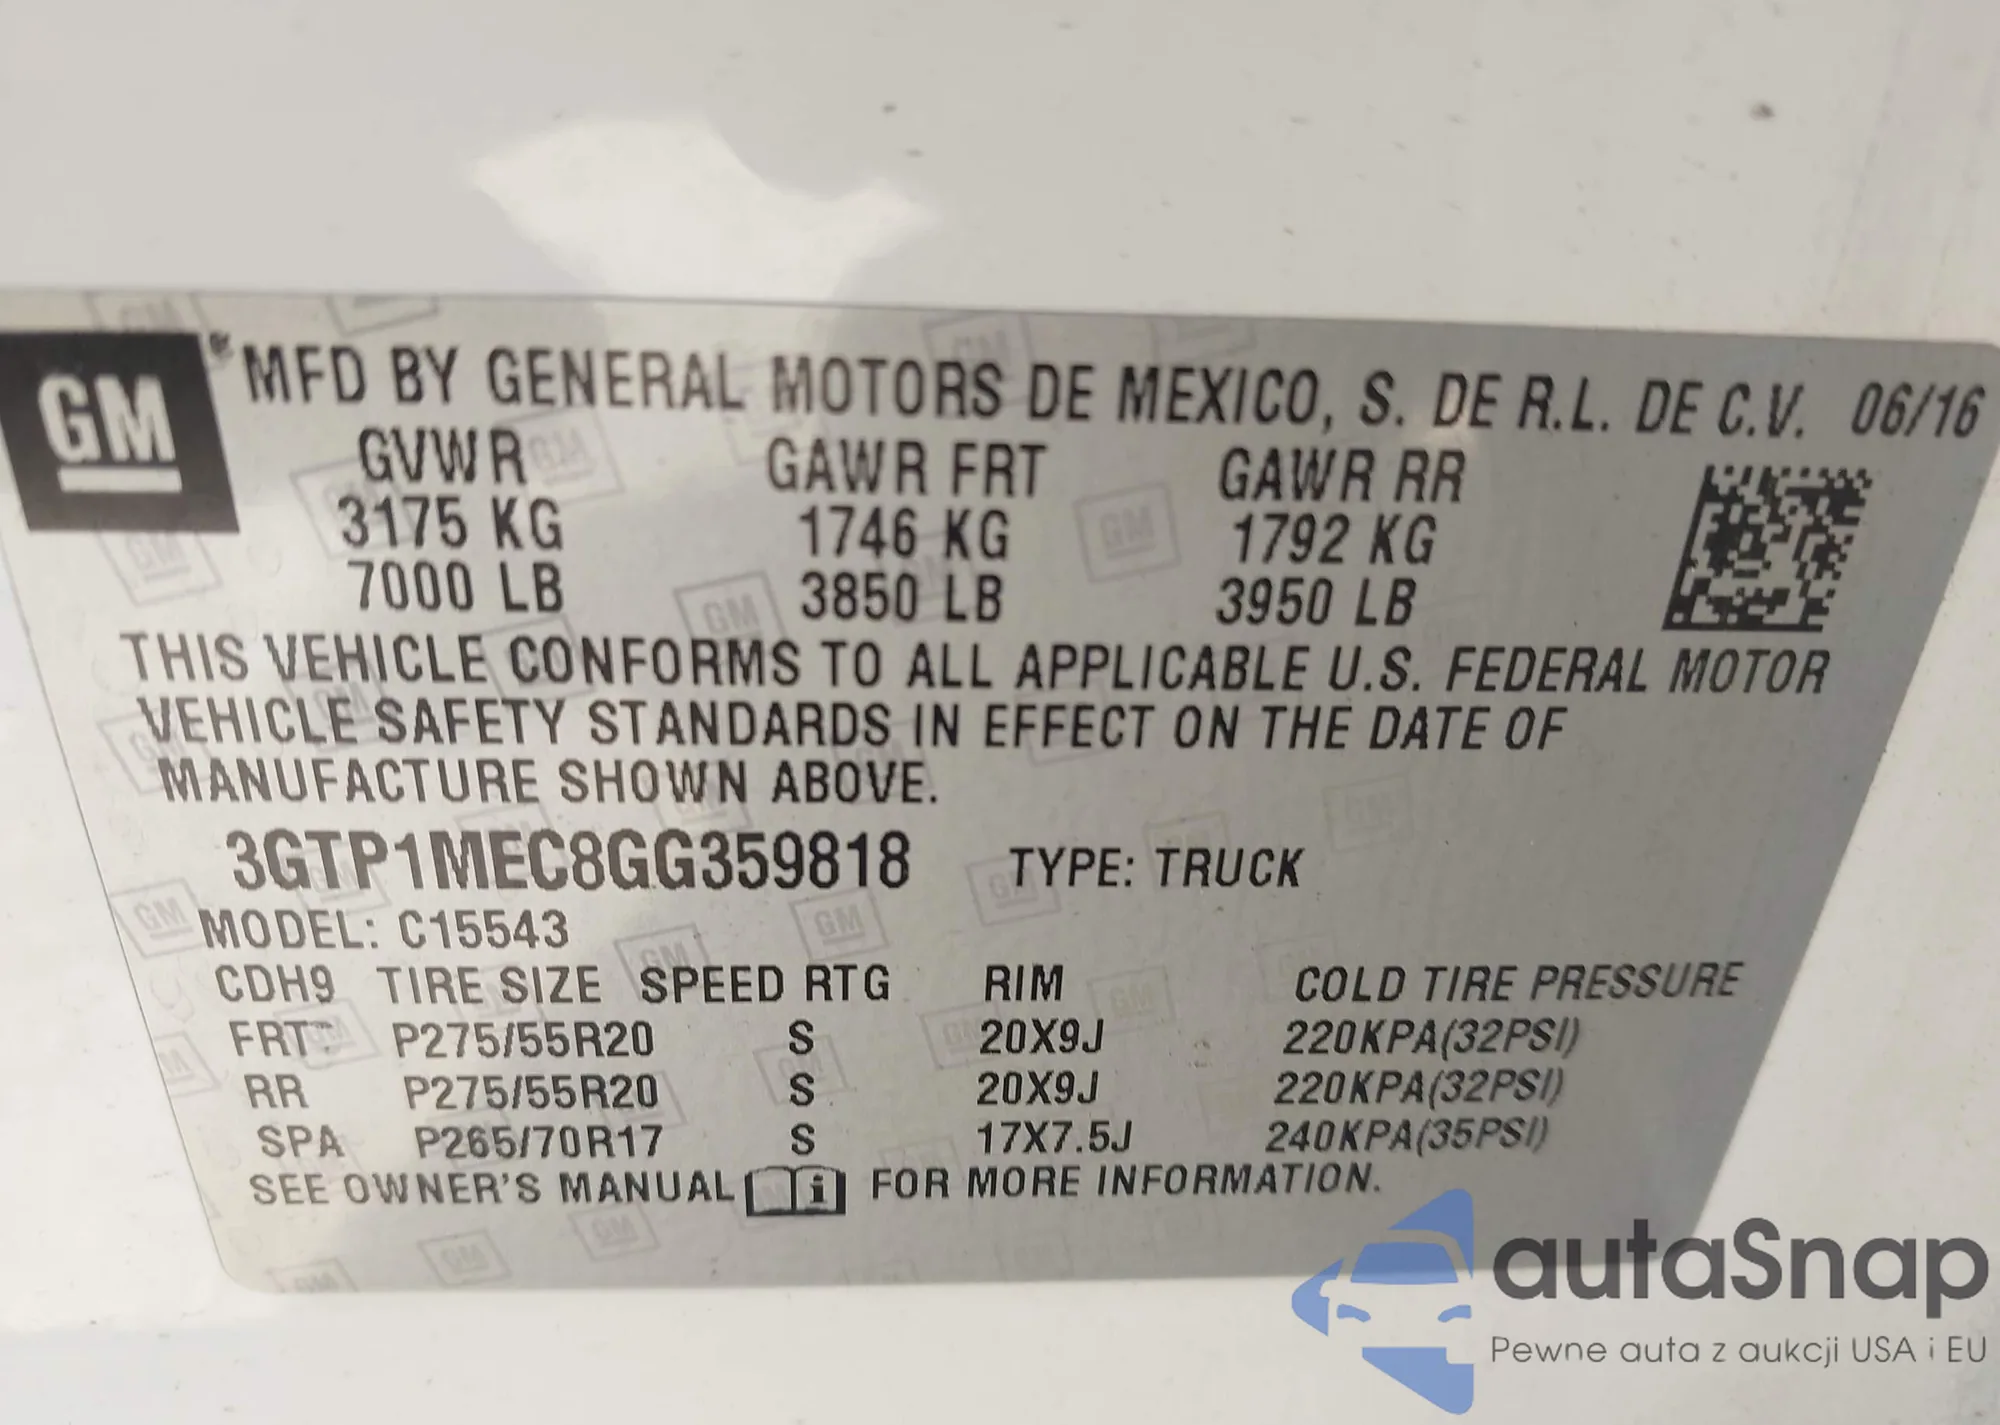 GM
MFD BY GENERAL MOTORS DE MEXICO, S. DE R.L. DE C.V. 06/16
GVWR GAWR FRT GAWR RR
3175 KG 1746 KG 1792 KG
7000 LB 3850 LB 3950 LB
THIS VEHICLE CONFORMS TO ALL APPLICABLE U.S. FEDERAL MOTOR
VEHICLE SAFETY STANDARDS IN EFFECT ON THE DATE OF
MANUFACTURE SHOWN ABOVE.
3GTP1MEC8GG359818 TYPE: TRUCK
MODEL: C15543
CDH9 TIRE SIZE SPEED RTG RIM COLD TIRE PRESSURE
FRT P275/55R20 S 20X9J 220KPA(32PSI)
RR P275/55R20 S 20X9J 220KPA(32PSI)
SPA P265/70R17 S 17X7.5J 240KPA(35PSI)
SEE OWNER'S MANUAL i FOR MORE INFORMATION.
autaSnap
Pewne auta z aukcji USA i EU